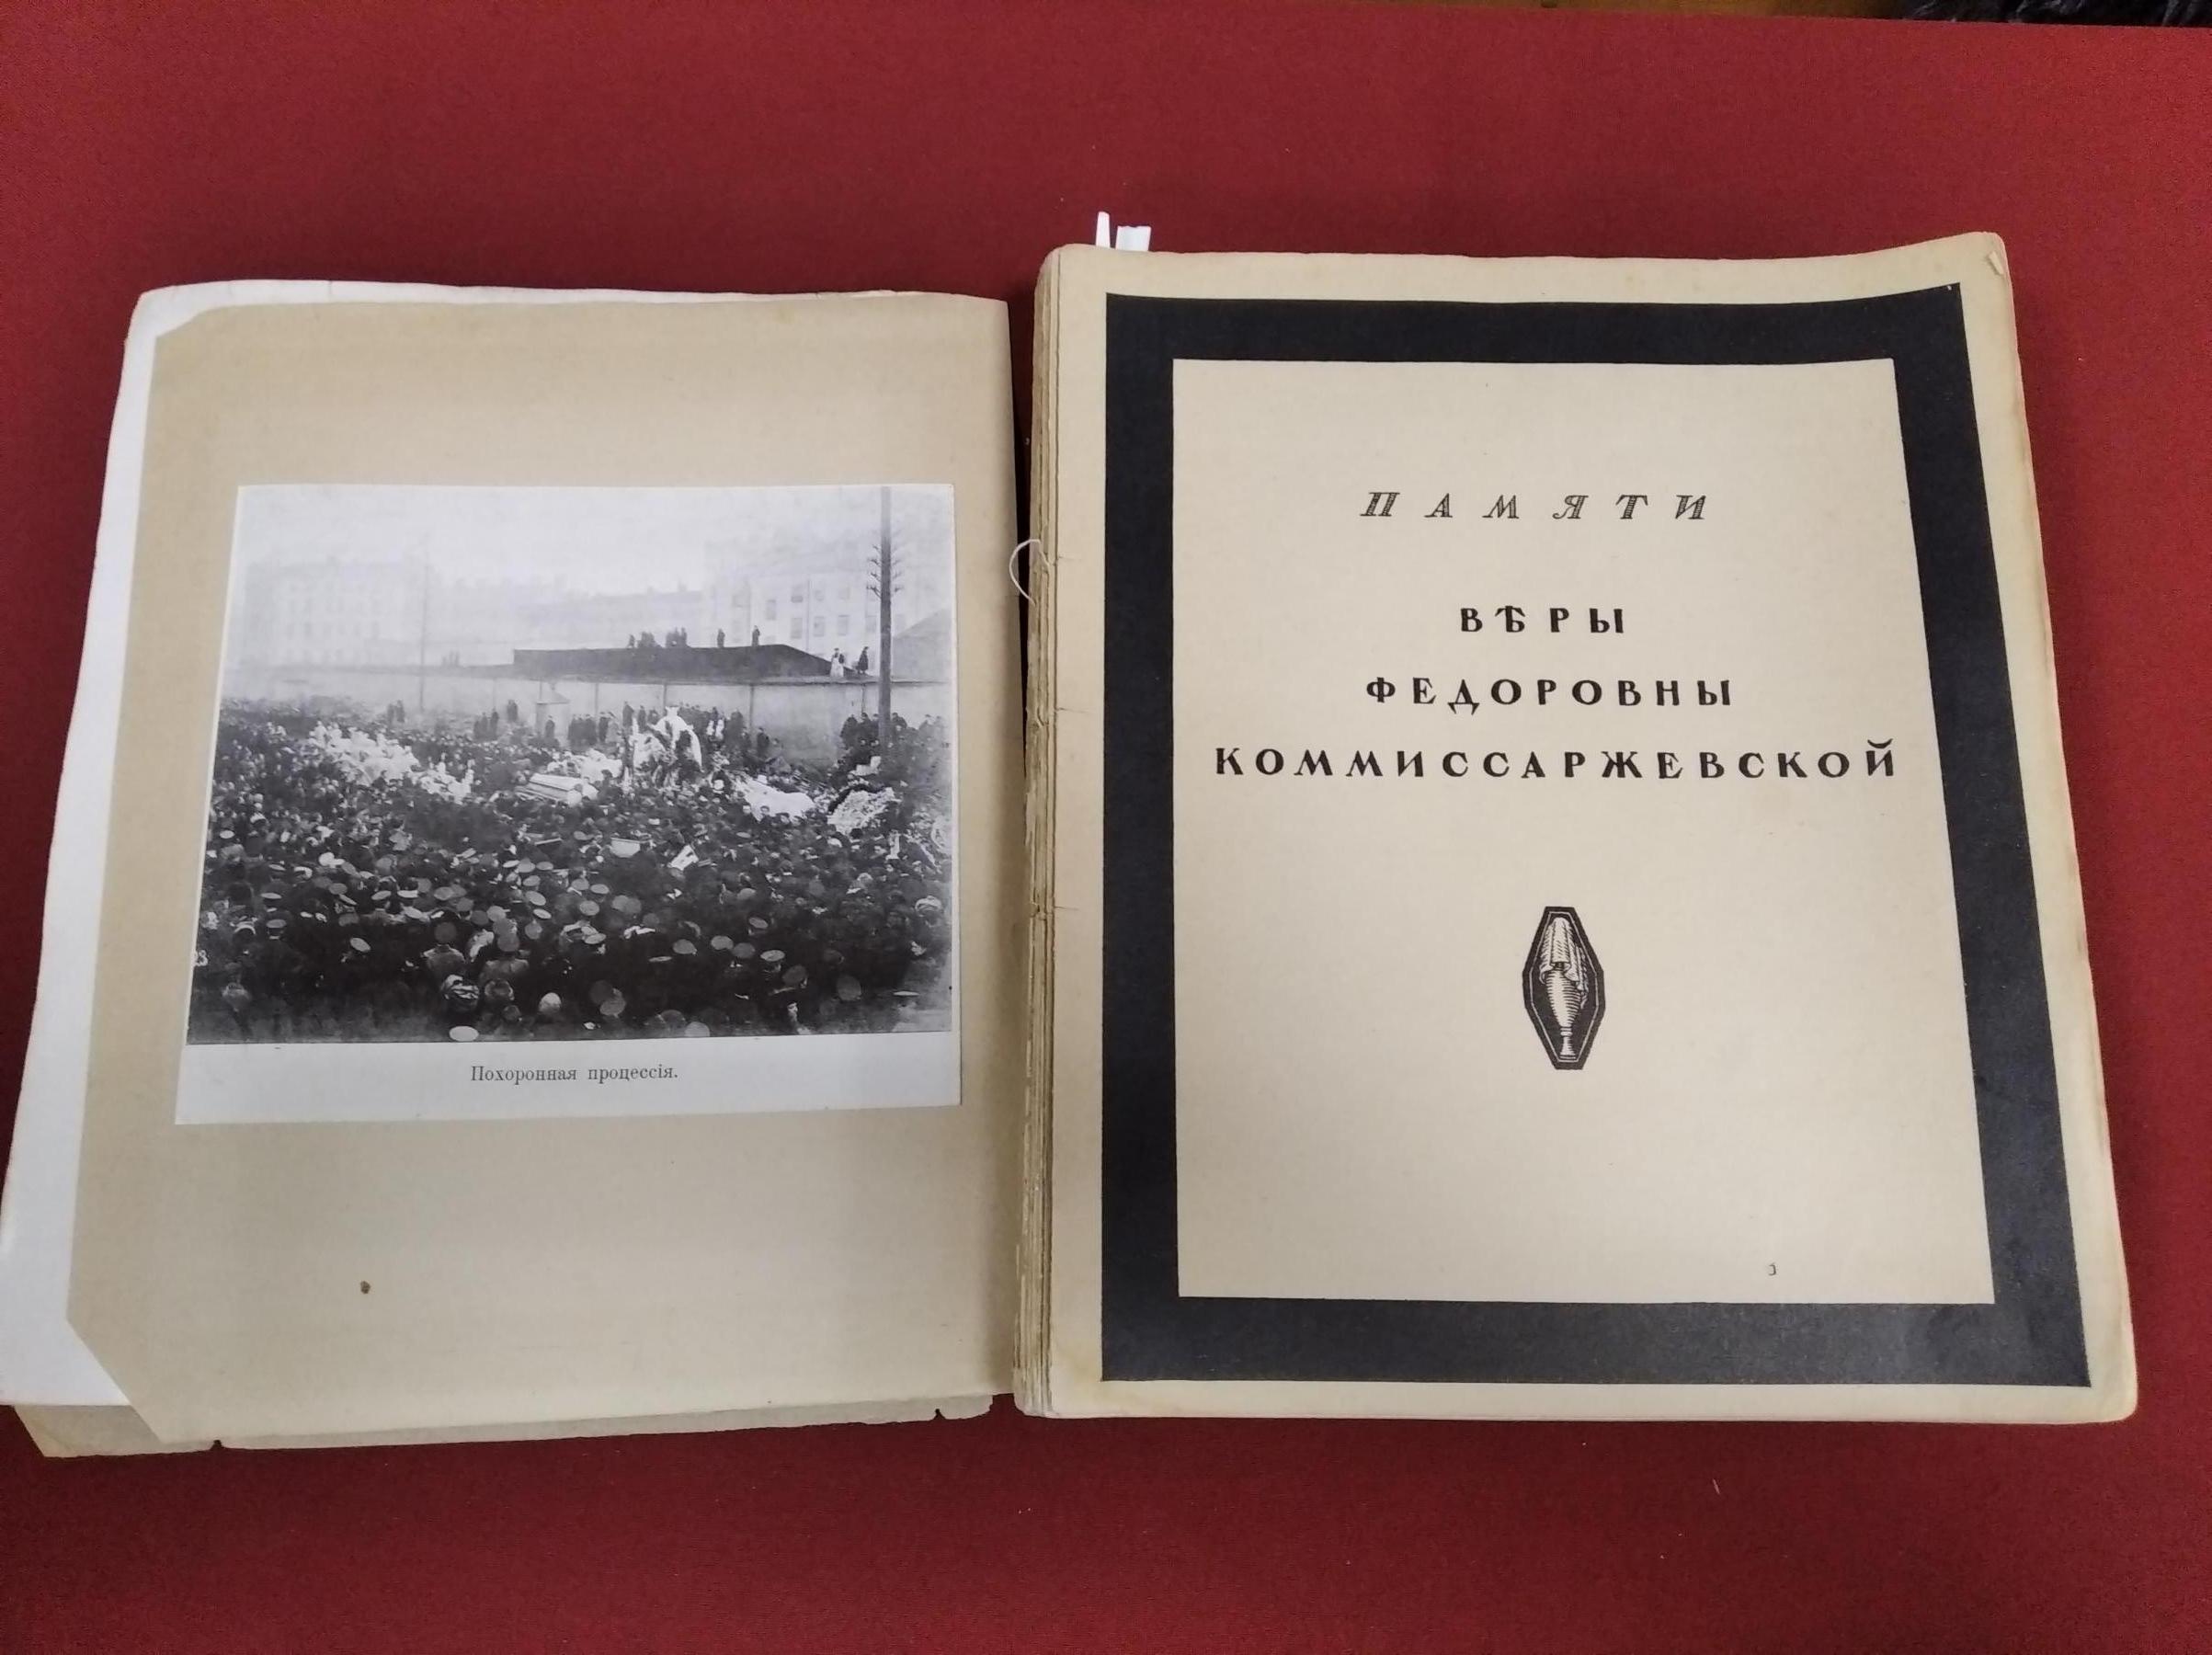 Похоронная процессія.
ПАМЯТИ
ВѢРЫ
ФЕДОРОВНЫ
КОММИССАРЖЕВСКОЙ